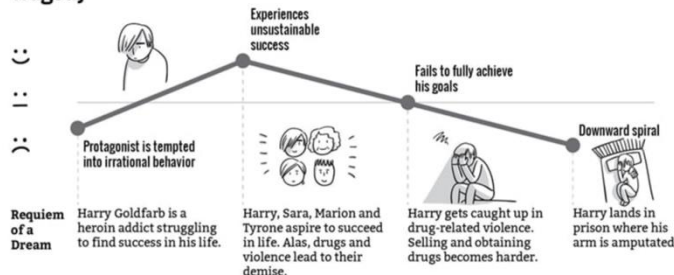 Experiences
unsustainable
success
Fails to fully achieve
his goals
Protagonist is tempted
into irrational behavior
Downward spiral
Requiem
of a
Dream
Harry Goldfarb is a
heroin addict struggling
to find success in his life.
Harry, Sara, Marion and
Tyrone aspire to succeed
in life. Alas, drugs and
violence lead to their
demise.
Harry gets caught up in
drug-related violence.
Selling and obtaining
drugs becomes harder.
Harry lands in
prison where his
arm is amputated